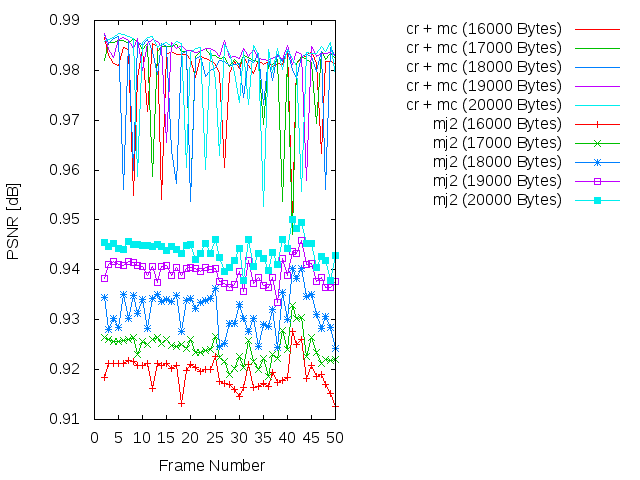 0.99
0.98
0.97
0.96
0.95
0.94
0.93
0.92
0.91
PSNR [dB]
0 5 10 15 20 25 30 35 40 45 50
Frame Number
cr + mc (16000 Bytes)
cr + mc (17000 Bytes)
cr + mc (18000 Bytes)
cr + mc (19000 Bytes)
cr + mc (20000 Bytes)
mj2 (16000 Bytes)
mj2 (17000 Bytes)
mj2 (18000 Bytes)
mj2 (19000 Bytes)
mj2 (20000 Bytes)